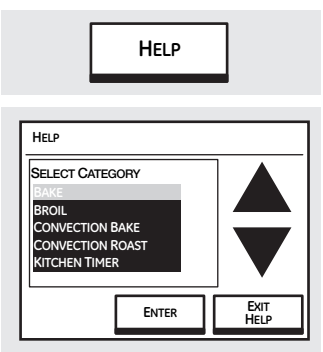 HELP
HELP
SELECT CATEGORY
BAKE
BROIL
CONVECTION BAKE
CONVECTION ROAST
KITCHEN TIMER
ENTER
EXIT
HELP